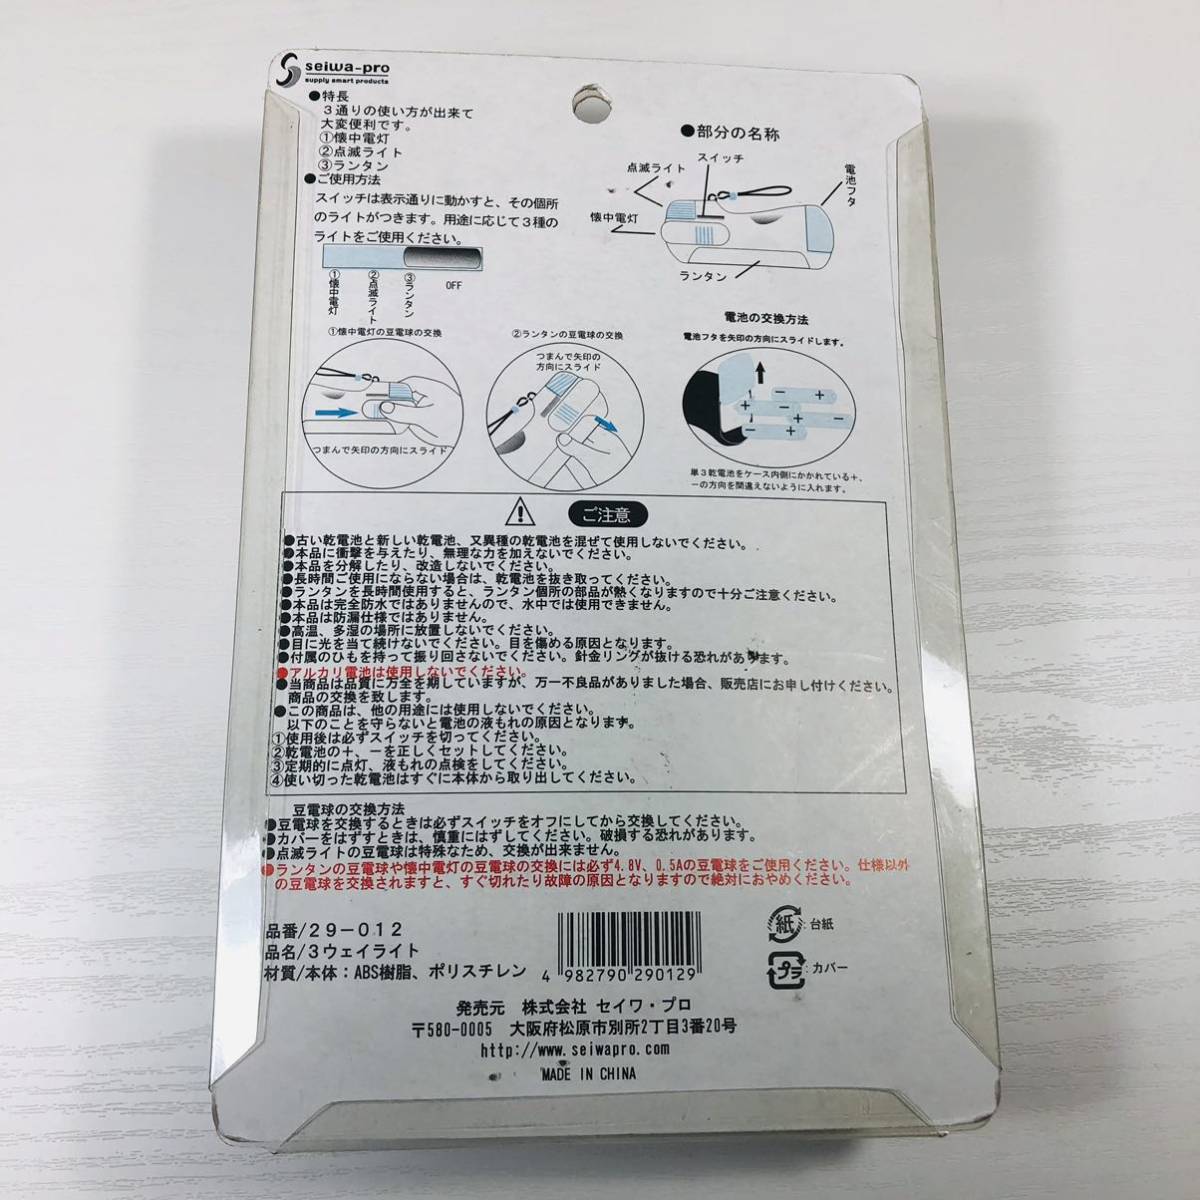 seiwa-pro
supply smart products
●特長
３通りの使い方が出来て
大変便利です。
①懐中電灯
②点滅ライト
③ランタン
●ご使用方法
スイッチは表示通りに動かすと、その個所
のライトがつきます。用途に応じて３種の
ライトをご使用ください。
①懐中電灯
②点滅ライト
③ランタン
OFF
●部分の名称
点滅ライト
スイッチ
電池フタ
懐中電灯
ランタン
①懐中電灯の豆電球の交換
つまんで矢印の方向にスライド
②ランタンの豆電球の交換
つまんで矢印の
方向にスライド
電池の交換方法
電池フタを矢印の方向にスライドします。
単３乾電池をケース内側にかかれている＋、
－の方向を間違えないように入れます。
ご注意
●古い乾電池と新しい乾電池、又異種の乾電池を混ぜて使用しないでください。
●本品に衝撃を与えたり、無理な力を加えないでください。
●本品を分解したり、改造しないでください。
●長時間ご使用にならない場合は、乾電池を抜き取ってください。
●ランタンを長時間使用すると、ランタン個所の部品が熱くなりますので十分ご注意ください。
●本品は完全防水ではありませんので、水中では使用できません。
●本品は防漏仕様ではありません。
●高温、多湿の場所に放置しないでください。
●目に光を当て続けないでください。目を傷める原因となります。
●付属のひもを持って振り回さないでください。針金リングが抜ける恐れがあります。
●アルカリ電池は使用しないでください。
●当商品は品質に万全を期していますが、万一不良品がありました場合、販売店にお申し付けください。
商品の交換を致します。
●この商品は、他の用途には使用しないでください。
以下のことを守らないと電池の液もれの原因となります。
①使用後は必ずスイッチを切ってください。
②乾電池の＋、－を正しくセットしてください。
③定期的に点灯、液もれの点検をしてください。
④使い切った乾電池はすぐに本体から取り出してください。
豆電球の交換方法
●豆電球を交換するときは必ずスイッチをオフにしてから交換してください。
●カバーをはずすときは、慎重にはずしてください。破損する恐れがあります。
●点滅ライトの豆電球は特殊なため、交換が出来ません。
●ランタンの豆電球や懐中電灯の豆電球の交換には必ず4.8V、0.5Aの豆電球をご使用ください。仕様以外
の豆電球を交換されますと、すぐ切れたり故障の原因となりますので絶対におやめください。
品番/２９－０１２
品名/３ウェイライト
材質/本体：ABS樹脂、ポリスチレン
4 982790 290129
紙：台紙
プラ：カバー
発売元 株式会社 セイワ・プロ
〒580-0005 大阪府松原市別所2丁目3番20号
http://www.seiwapro.com
MADE IN CHINA